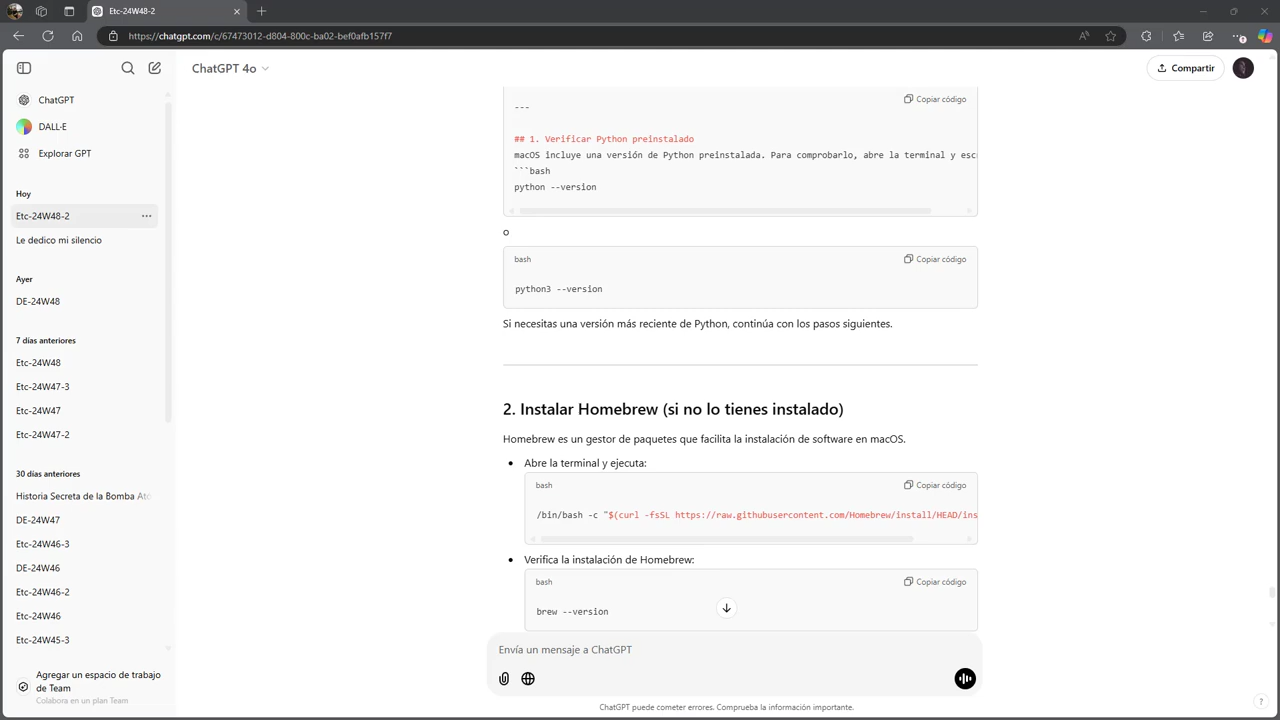 Etc-24W48-2
https://chatgpt.com/c/67473012-d804-800c-ba02-bef0afb157f7
ChatGPT 4o
Compartir
ChatGPT
DALL·E
Explorar GPT
Hoy
Etc-24W48-2
Le dedico mi silencio
Ayer
DE-24W48
7 días anteriores
Etc-24W48
Etc-24W47-3
Etc-24W47
Etc-24W47-2
30 días anteriores
Historia Secreta de la Bomba Ato
DE-24W47
Etc-24W46-3
DE-24W46
Etc-24W46-2
Etc-24W46
Etc-24W45-3
Agregar un espacio de trabajo
de Team
Colabora en un plan Team
Copiar código
---
## 1. Verificar Python preinstalado
macOS incluye una versión de Python preinstalada. Para comprobarlo, abre la terminal y esc
```bash
python --version
o
bash
Copiar código
python3 --version
Si necesitas una versión más reciente de Python, continúa con los pasos siguientes.
2. Instalar Homebrew (si no lo tienes instalado)
Homebrew es un gestor de paquetes que facilita la instalación de software en macOS.
• Abre la terminal y ejecuta:
bash
Copiar código
/bin/bash -c "$(curl -fsSL https://raw.githubusercontent.com/Homebrew/install/HEAD/ins
• Verifica la instalación de Homebrew:
bash
Copiar código
brew --version
Envía un mensaje a ChatGPT
ChatGPT puede cometer errores. Comprueba la información importante.
?